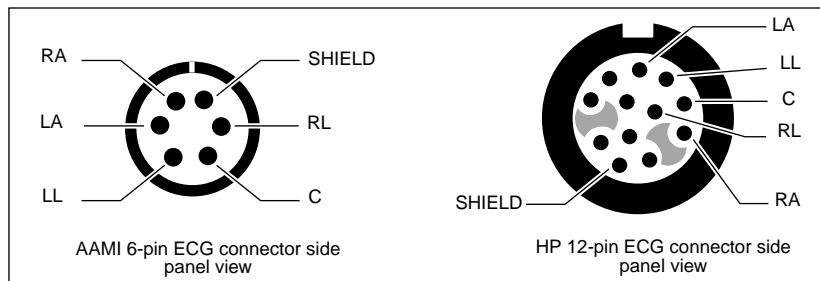 RA
SHIELD
LA
RL
LL
C
AAMI 6-pin ECG connector side
panel view
LA
LL
C
RL
SHIELD
RA
HP 12-pin ECG connector side
panel view